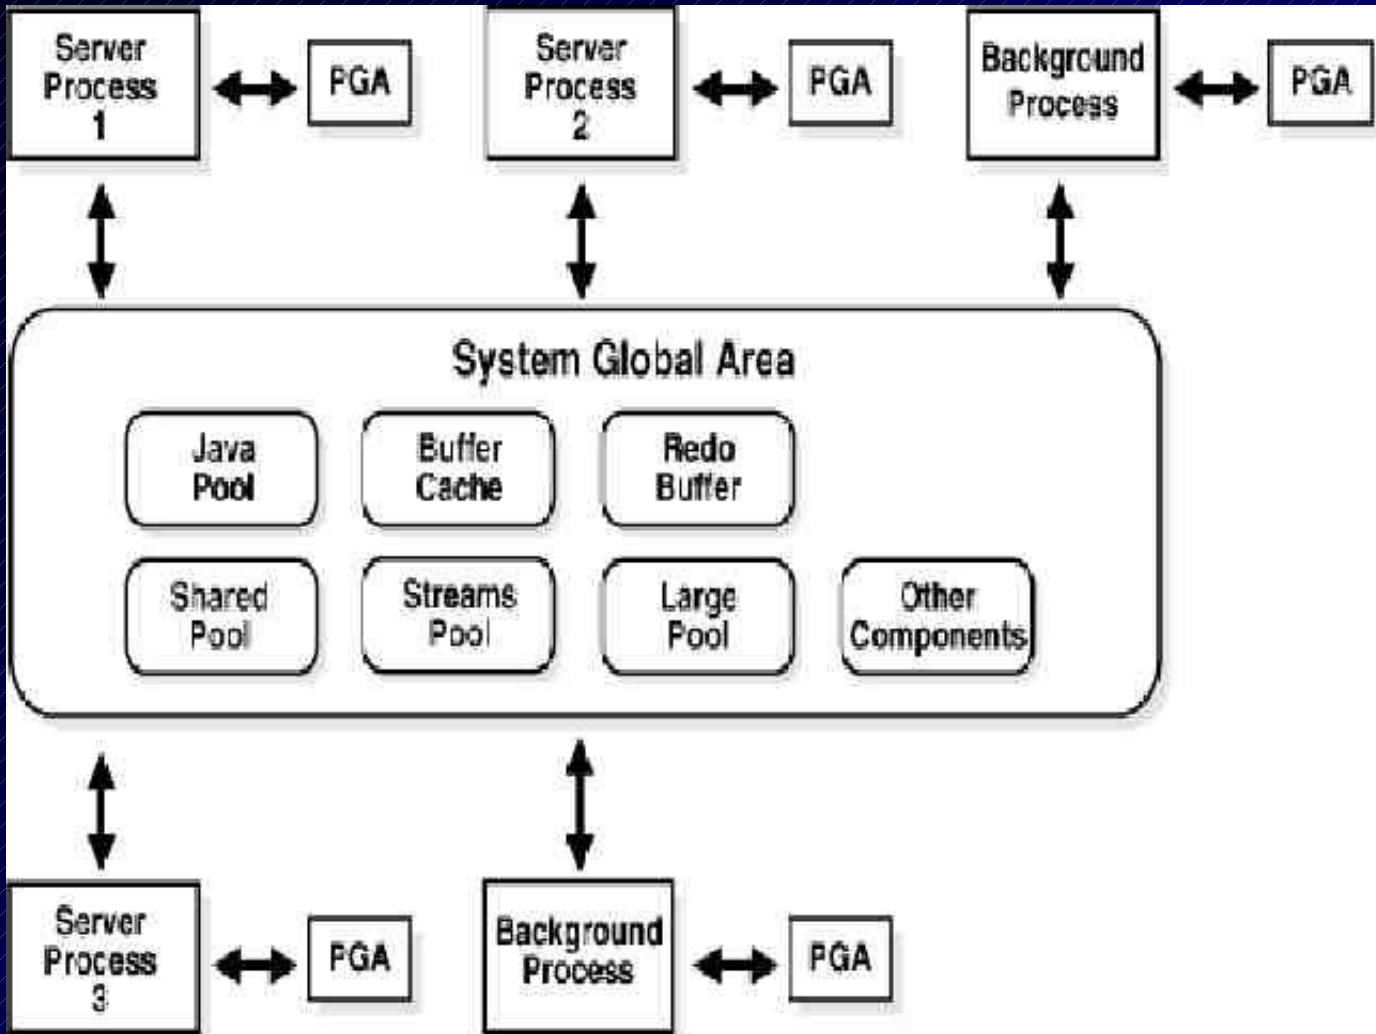 Server
Process
1
PGA
Server
Process
2
PGA
Background
Process
PGA
System Global Area
Java
Pool
Buffer
Cache
Redo
Buffer
Shared
Pool
Streams
Pool
Large
Pool
Other
Components
Server
Process
3
PGA
Background
Process
PGA